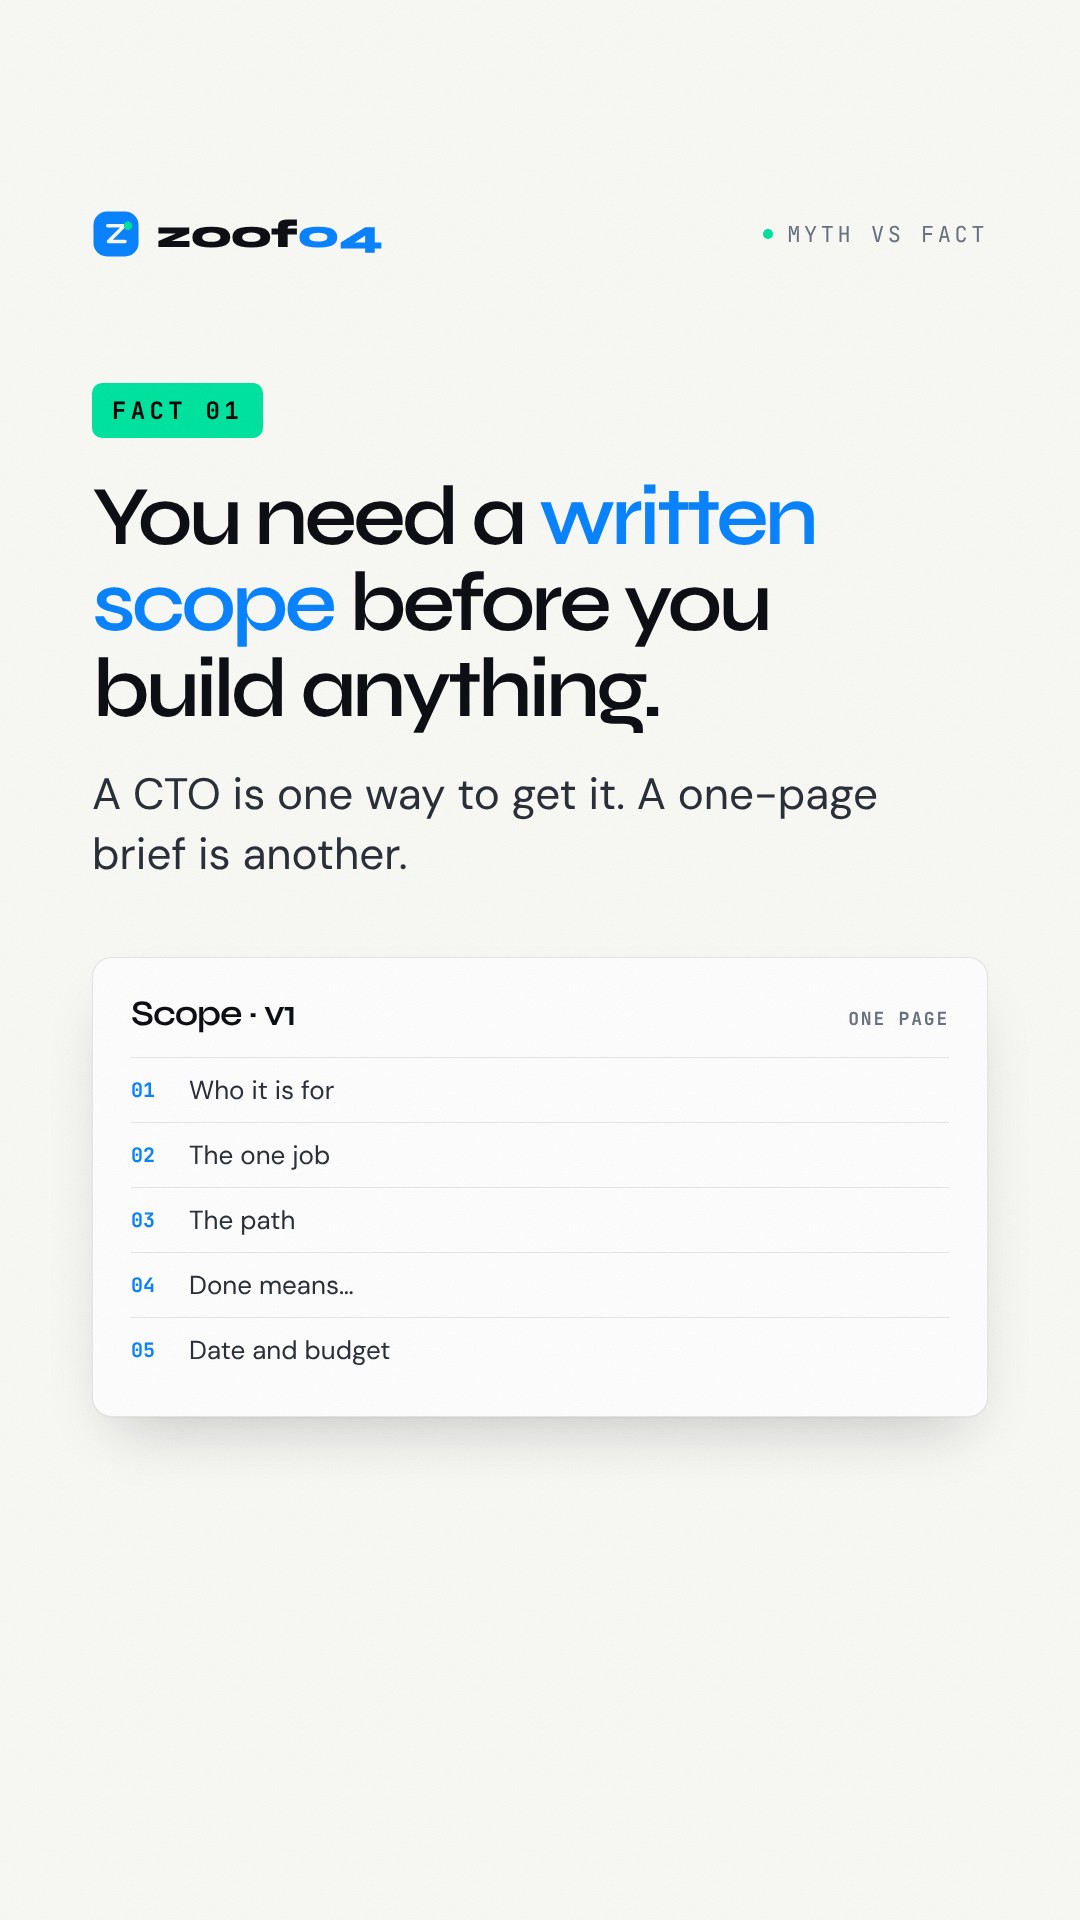 zoof04
MYTH VS FACT
FACT 01
You need a written
scope before you
build anything.
A CTO is one way to get it. A one-page
brief is another.
Scope · v1
ONE PAGE
01 Who it is for
02 The one job
03 The path
04 Done means...
05 Date and budget